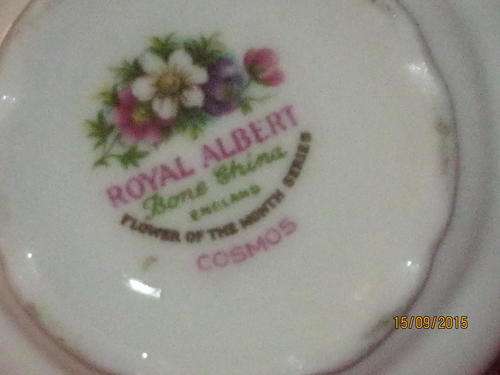 ROYAL ALBERT
Bone China
ENGLAND
FLOWER OF THE MONTH SERIES
COSMOS
15/09/2015